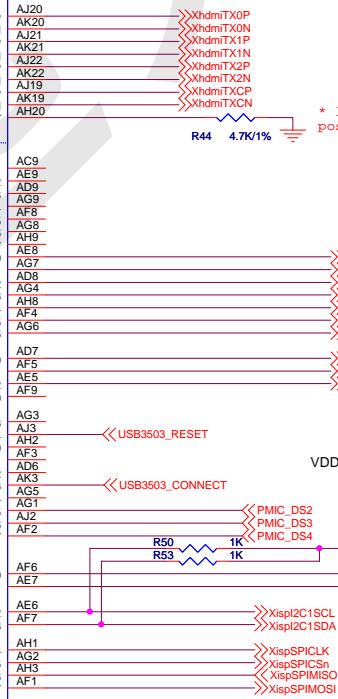 AJ20 XhdmiTX0P
AK20 XhdmiTX0N
AJ21 XhdmiTX1P
AK21 XhdmiTX1N
AJ22 XhdmiTX2P
AK22 XhdmiTX2N
AJ19 XhdmiTXCP
AK19 XhdmiTXCN
AH20
*
R44 4.7K/1%
pos
AC9
AE9
AD9
AG9
AF8
AG8
AH9
AE8
AG7
AD8
AG4
AH8
AF4
AG6
AD7
AF5
AE5
AF9
AG3
AJ3 USB3503_RESET
AH2
AF3
AD6 VDD
AK3 USB3503_CONNECT
AG5
AG1 PMIC_DS2
AJ2 PMIC_DS3
AF2 PMIC_DS4
R50 1K
R53 1K
AF6
AE7
AE6 XispI2C1SCL
AF7 XispI2C1SDA
AH1 XispSPICLK
AG2 XispSPICSn
AH3 XispSPIMISO
AF1 XispSPIMOSI